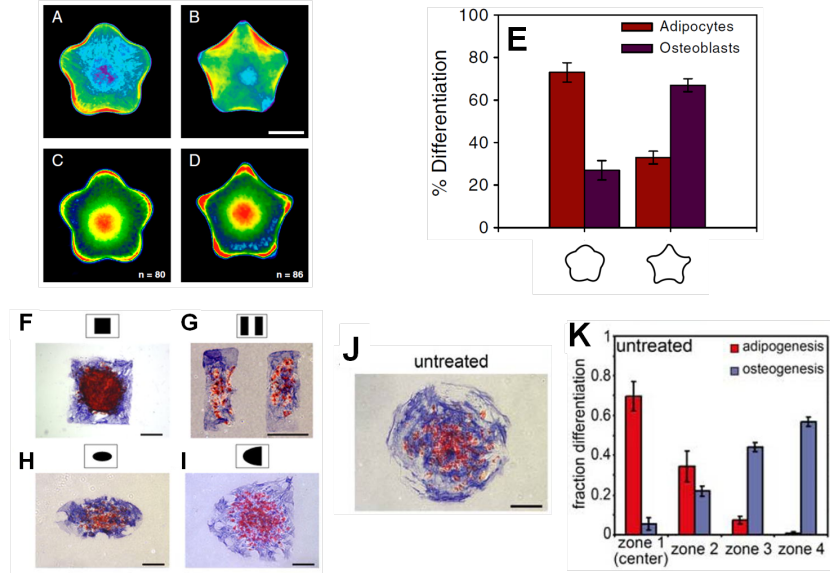 A
B
C
n = 80
D
n = 86
E
% Differentiation
100
80
60
40
20
0
Adipocytes
Osteoblasts
F
G
H
I
J
untreated
K
untreated
adipogenesis
osteogenesis
fraction differentiation
1
0.8
0.6
0.4
0.2
0
zone 1
(center)
zone 2
zone 3
zone 4